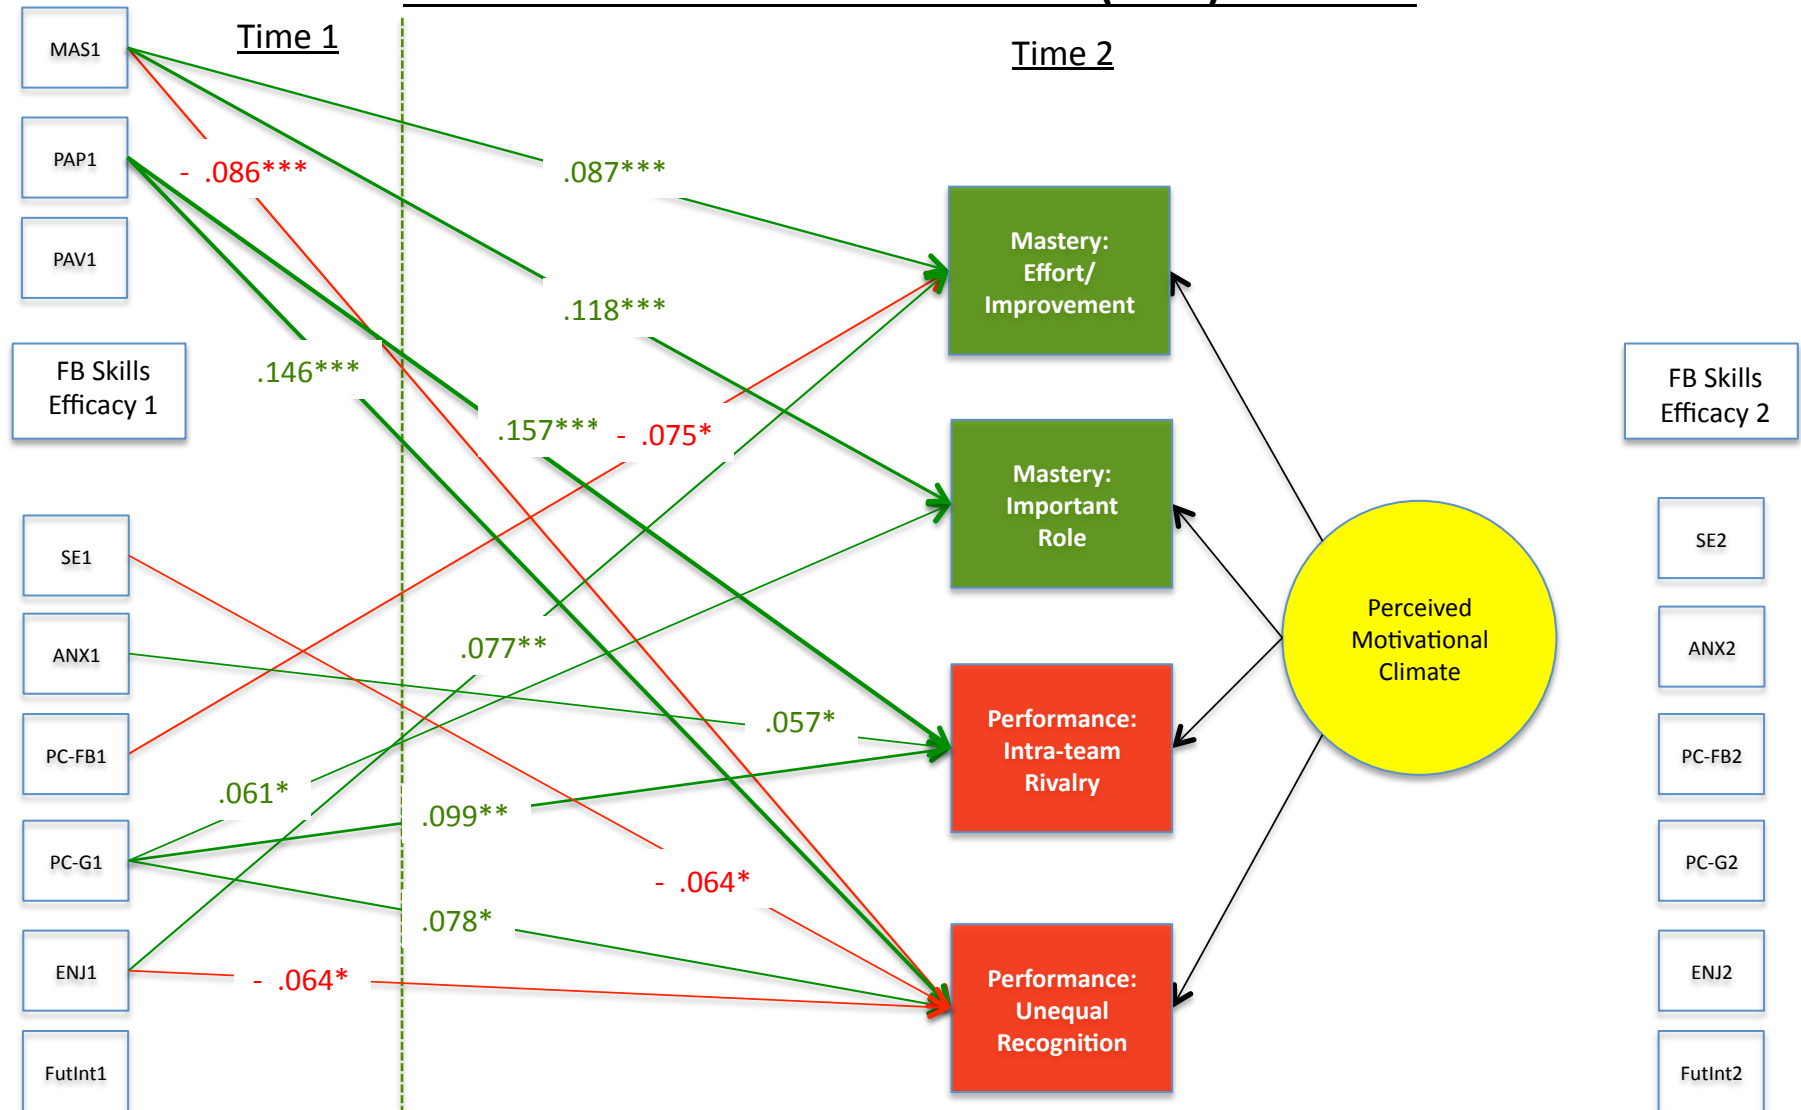 Time 1
Time 2
MAS1
PAP1
PAV1
FB Skills
Efficacy 1
SE1
ANX1
PC-FB1
PC-G1
ENJ1
FutInt1
- .086***
.087***
.118***
.146***
.157***
- .075*
.077**
.057*
.061*
.099**
- .064*
.078*
- .064*
Mastery:
Effort/
Improvement
Mastery:
Important
Role
Performance:
Intra-team
Rivalry
Performance:
Unequal
Recognition
Perceived
Motivational
Climate
FB Skills
Efficacy 2
SE2
ANX2
PC-FB2
PC-G2
ENJ2
FutInt2